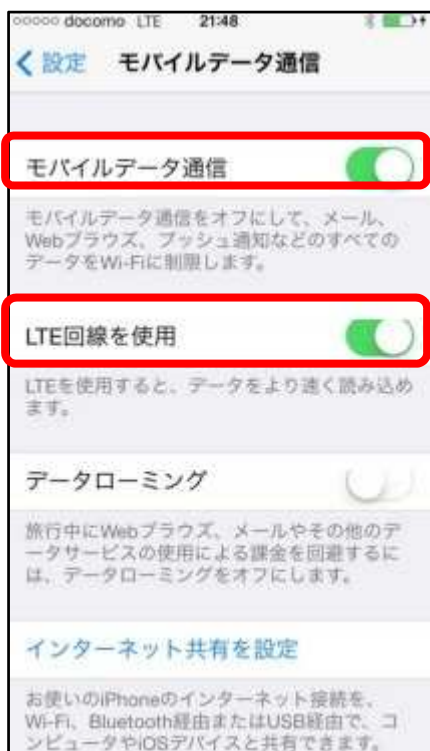 docomo LTE 21:48
設定 モバイルデータ通信
モバイルデータ通信
モバイルデータ通信をオフにして、メール、
Webブラウズ、プッシュ通知などのすべての
データをWi-Fiに制限します。
LTE回線を使用
LTEを使用すると、データをより速く読み込め
ます。
データローミング
旅行中にWebブラウズ、メールやその他のデ
ータサービスの使用による課金を回避するに
は、データローミングをオフにします。
インターネット共有を設定
お使いのiPhoneのインターネット接続を、
Wi-Fi、Bluetooth経由またはUSB経由で、コ
ンピュータやiOSデバイスと共有できます。